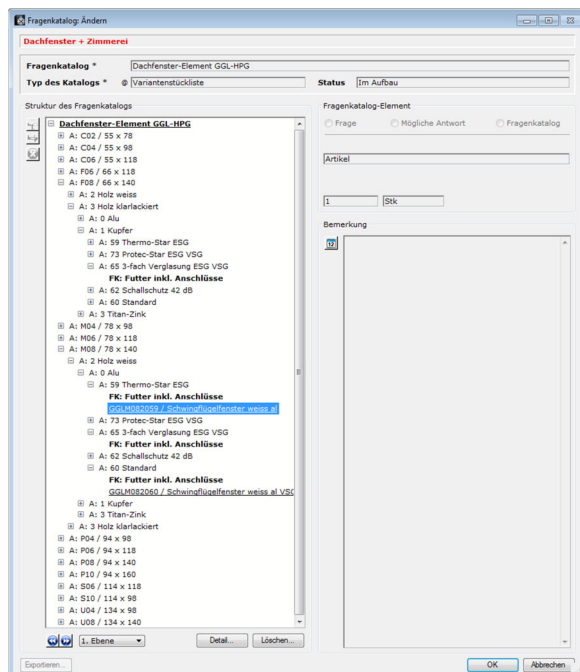 Fragenkatalog: Ändern
Dachfenster + Zimmerei
Fragenkatalog * Dachfenster-Element GGL-HPG
Typ des Katalogs * @ Variantenstückliste Status Im Aufbau
Struktur des Fragenkatalogs
Dachfenster-Element GGL-HPG
A: C02 / 55 x 78
A: C04 / 55 x 98
A: C06 / 55 x 118
A: F06 / 66 x 118
A: F08 / 66 x 140
A: 2 Holz weiss
A: 3 Holz klarlackiert
A: 0 Alu
A: 1 Kupfer
A: 59 Thermo-Star ESG
A: 73 Protec-Star ESG VSG
A: 65 3-fach Verglasung ESG VSG
FK: Futter inkl. Anschlüsse
A: 62 Schallschutz 42 dB
A: 60 Standard
A: 3 Titan-Zink
A: M04 / 78 x 98
A: M06 / 78 x 118
A: M08 / 78 x 140
A: 2 Holz weiss
A: 0 Alu
A: 59 Thermo-Star ESG
FK: Futter inkl. Anschlüsse
GGLM082059 / Schwingflügelfenster weiss al
A: 73 Protec-Star ESG VSG
A: 65 3-fach Verglasung ESG VSG
FK: Futter inkl. Anschlüsse
A: 62 Schallschutz 42 dB
A: 60 Standard
FK: Futter inkl. Anschlüsse
GGLM082060 / Schwingflügelfenster weiss al VSG
A: 1 Kupfer
A: 3 Titan-Zink
A: 3 Holz klarlackiert
A: P04 / 94 x 98
A: P06 / 94 x 118
A: P08 / 94 x 140
A: P10 / 94 x 160
A: S06 / 114 x 118
A: S10 / 114 x 98
A: U04 / 134 x 98
A: U08 / 134 x 140
1. Ebene
Detail...
Löschen...
Fragenkatalog-Element
Frage Mögliche Antwort Fragenkatalog
Artikel
1 Stk
Bemerkung
Exportieren...
OK
Abbrechen